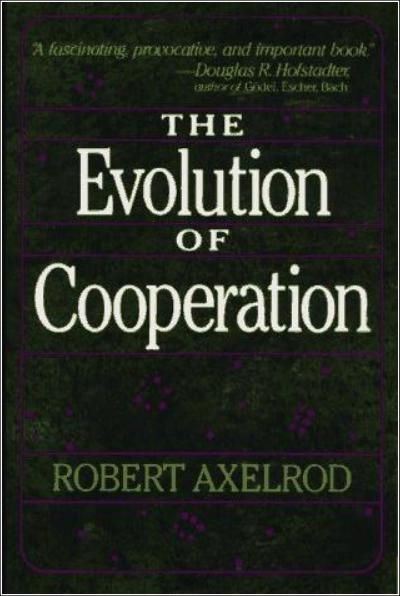 "A fascinating, provocative, and important book."
—Douglas R. Hofstadter,
author of Gödel, Escher, Bach
THE
Evolution
OF
Cooperation
ROBERT AXELROD